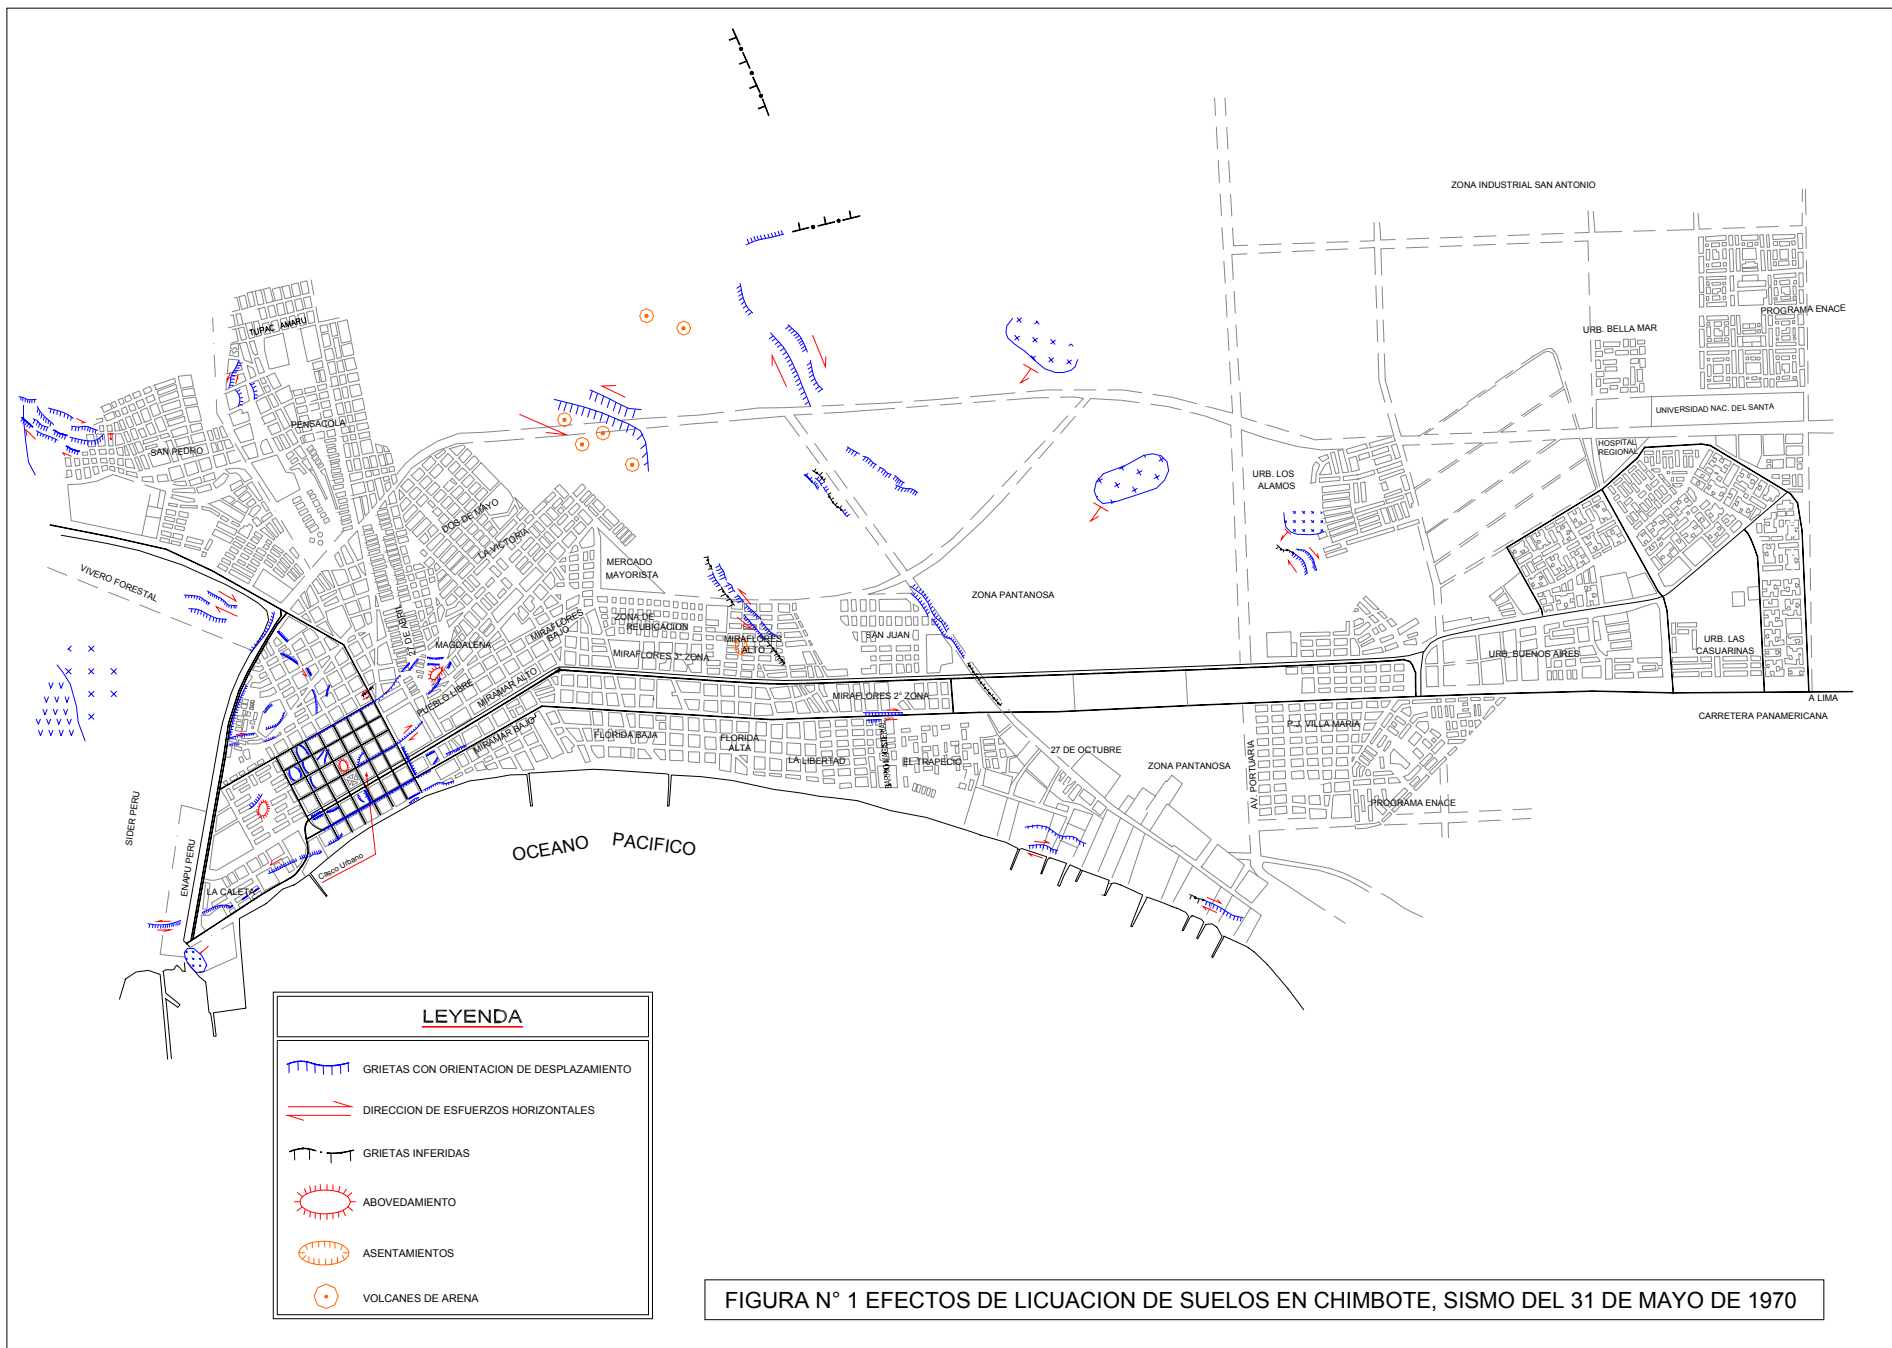 ZONA INDUSTRIAL SAN ANTONIO
PROGRAMA ENACE
URB. BELLA MAR
TUPAC AMARU
UNIVERSIDAD NAC. DEL SANTA
PENSACOLA
SAN PEDRO
HOSPITAL
REGIONAL
URB. LOS
ALAMOS
DOS DE MAYO
LA VICTORIA
MERCADO
MAYORISTA
VIVERO FORESTAL
ZONA PANTANOSA
27 DE ABRIL
MAGDALENA
MIRAFLORES
BAJO
ZONA DE
REUBICACION
MIRAFLORES 3° ZONA
MIRAFLORES
ALTO
SAN JUAN
URB. BUENOS AIRES
URB. LAS
CASUARINAS
PUEBLO LIBRE
MIRAMAR ALTO
MIRAFLORES 2° ZONA
A LIMA
CARRETERA PANAMERICANA
MIRAMAR BAJO
FLORIDA BAJA
FLORIDA
ALTA
LA LIBERTAD
EL TRAPECIO
27 DE OCTUBRE
ZONA PANTANOSA
AV. PORTUARIA
P.J. VILLA MARIA
PROGRAMA ENACE
SIDER PERU
ENAPU PERU
LA CALETA
Casco Urbano
OCEANO PACIFICO
LEYENDA
GRIETAS CON ORIENTACION DE DESPLAZAMIENTO
DIRECCION DE ESFUERZOS HORIZONTALES
GRIETAS INFERIDAS
ABOVEDAMIENTO
ASENTAMIENTOS
VOLCANES DE ARENA
FIGURA N° 1 EFECTOS DE LICUACION DE SUELOS EN CHIMBOTE, SISMO DEL 31 DE MAYO DE 1970